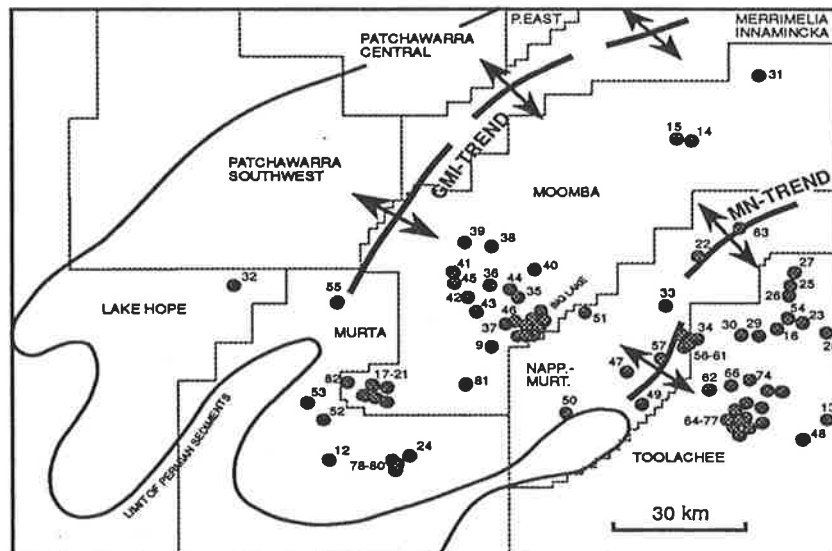 P.EAST
MERRIMELIA
INNAMINCKA
PATCHAWARRA
CENTRAL
31
15
14
PATCHAWARRA
SOUTHWEST
GMI-TREND
MOOMBA
MN-TREND
39
38
22
63
41
45
36
40
44
35
BIG LAKE
27
25
26
32
LAKE HOPE
55
42
43
46
37
51
33
54
23
MURTA
9
34
30
29
16
57
56-61
NAPP.-
MURT.
47
82
17-21
81
62
66
74
53
52
50
49
64-77
48
12
24
78-80
TOOLACHEE
LIMIT OF PERMIAN SEDIMENTS
30 km